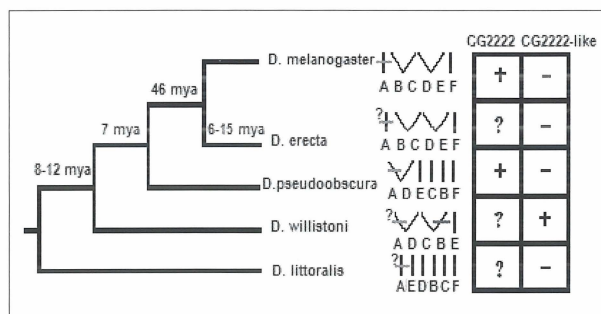 CG2222 CG2222-like
D. melanogaster
A B C D E F
+ −
46 mya
6-15 mya
?
D. erecta
A B C D E F
? −
7 mya
D.pseudoobscura
A D E C B F
+ −
8-12 mya
?
D. willistoni
A D C B E
? +
?
D. littoralis
A E D B C F
? −